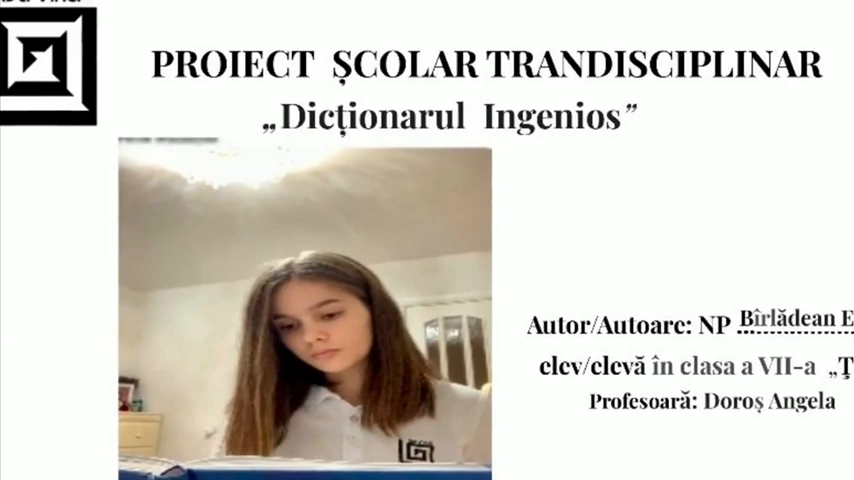 PROIECT ȘCOLAR TRANDISCIPLINAR
„Dicționarul Ingenios”
Autor/Autoare: NP Bîrlădean E
elev/elevă în clasa a VII-a „Ț
Profesoară: Doroș Angela